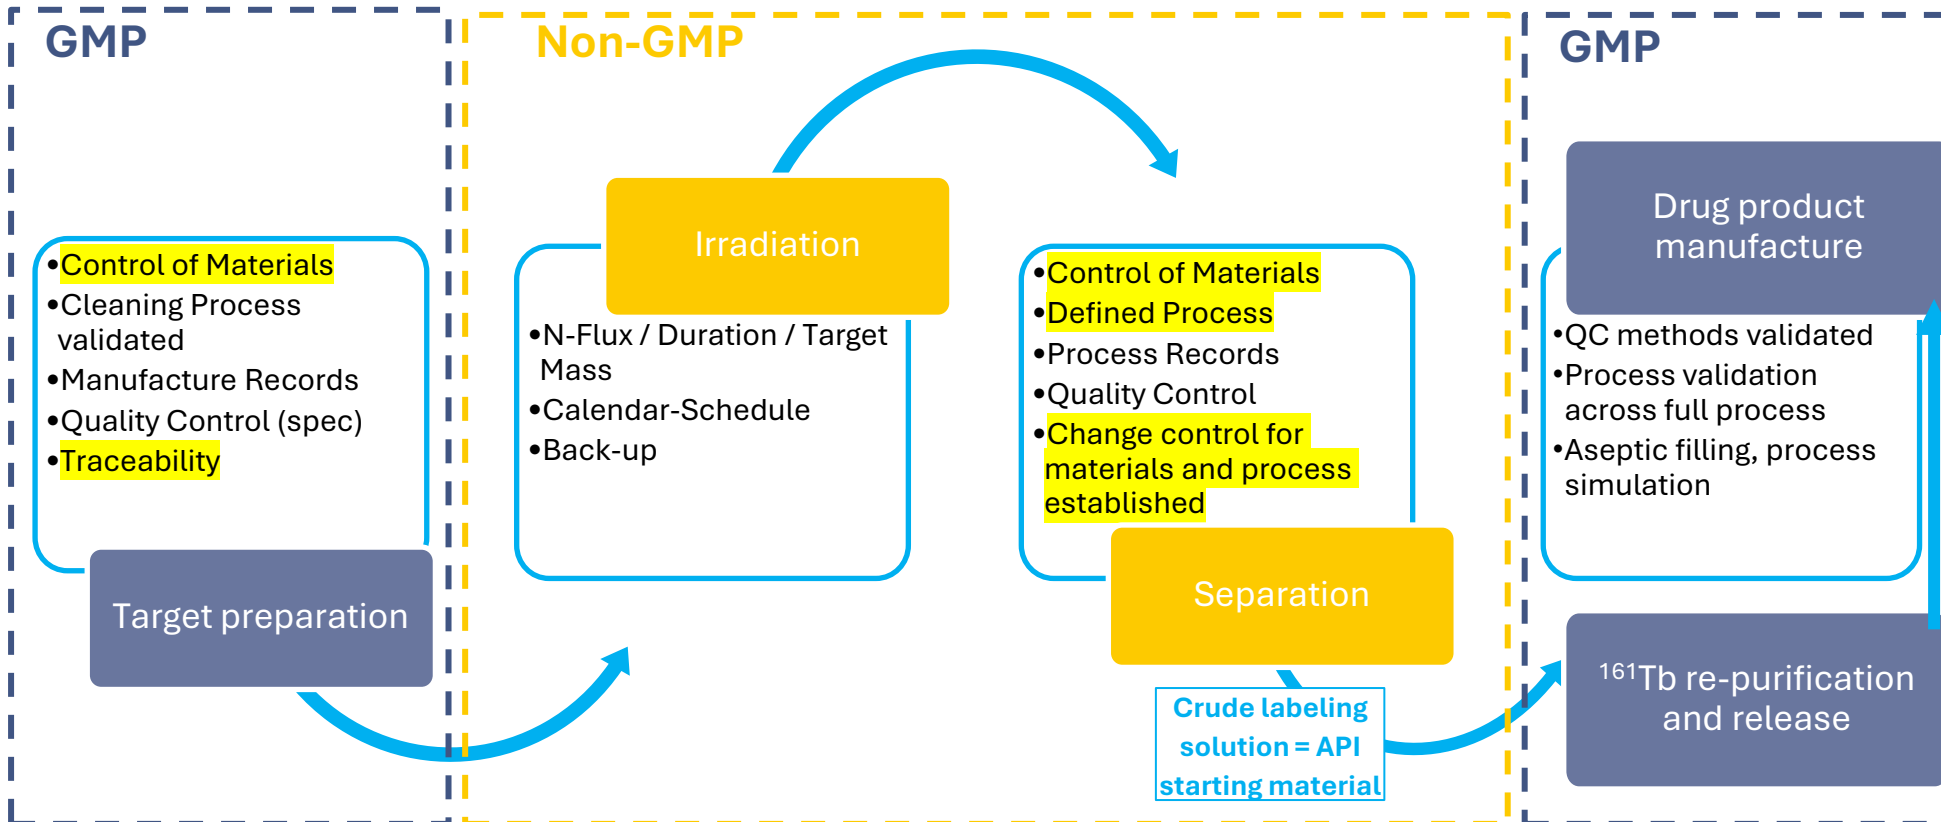 GMP
•Control of Materials
•Cleaning Process
validated
•Manufacture Records
•Quality Control (spec)
•Traceability
Target preparation
Non-GMP
Irradiation
•N-Flux / Duration / Target
Mass
•Calendar-Schedule
•Back-up
•Control of Materials
•Defined Process
•Process Records
•Quality Control
•Change control for
materials and process
established
Separation
Crude labeling
solution = API
starting material
GMP
Drug product
manufacture
•QC methods validated
•Process validation
across full process
•Aseptic filling, process
simulation
¹⁶¹Tb re-purification
and release